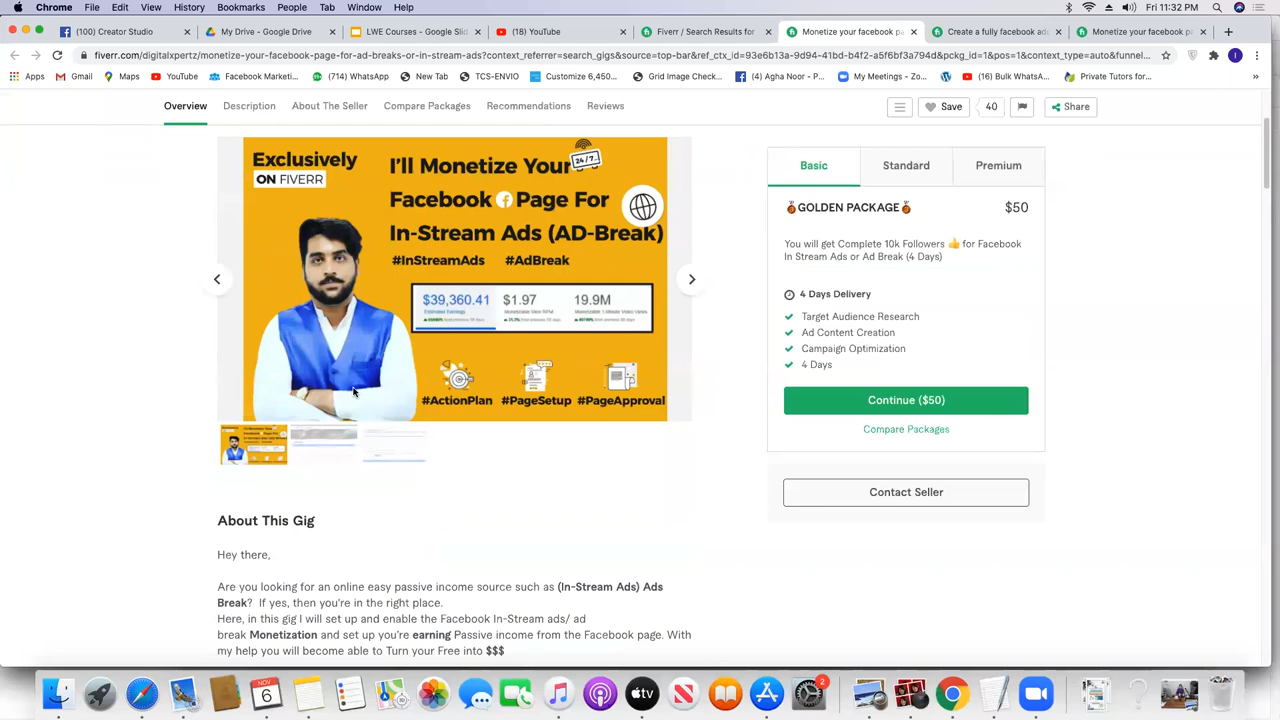 Chrome File Edit View History Bookmarks People Tab Window Help
Fri Nov 6 11:32 PM
(100) Creator Studio
My Drive - Google Drive
LWE Courses - Google Slid
(18) YouTube
Fiverr / Search Results for
Monetize your facebook pa
Create a fully facebook ads
Monetize your facebook pa
fiverr.com/digitalxpertz/monetize-your-facebook-page-for-ad-breaks-or-in-stream-ads?context_referrer=search_gigs&source=top-bar&ref_ctx_id=93e6b13a-9d94-41bd-b4f2-a5f6bf3a794d&pckg_id=1&pos=1&context_type=auto&funnel...
Apps Gmail Maps YouTube Facebook Marketi... (714) WhatsApp New Tab TCS-ENVIO Customize 6,450... Grid Image Check... (4) Agha Noor - P... My Meetings - Zo... (16) Bulk WhatsA... Private Tutors for... »
Overview Description About The Seller Compare Packages Recommendations Reviews
Save 40 Share
Exclusively
ON FIVERR
I'll Monetize Your
24/7
Facebook Page For
In-Stream Ads (AD-Break)
#InStreamAds #AdBreak
$39,360.41 $1.97 19.9M
#ActionPlan #PageSetup #PageApproval
Basic Standard Premium
GOLDEN PACKAGE $50
You will get Complete 10k Followers 👍 for Facebook
In Stream Ads or Ad Break (4 Days)
4 Days Delivery
Target Audience Research
Ad Content Creation
Campaign Optimization
4 Days
Continue ($50)
Compare Packages
Contact Seller
About This Gig
Hey there,
Are you looking for an online easy passive income source such as (In-Stream Ads) Ads
Break? If yes, then you're in the right place.
Here, in this gig I will set up and enable the Facebook In-Stream ads/ ad
break Monetization and set up you're earning Passive income from the Facebook page. With
my help you will become able to Turn your Free into $$$
NOV
6
tv
2